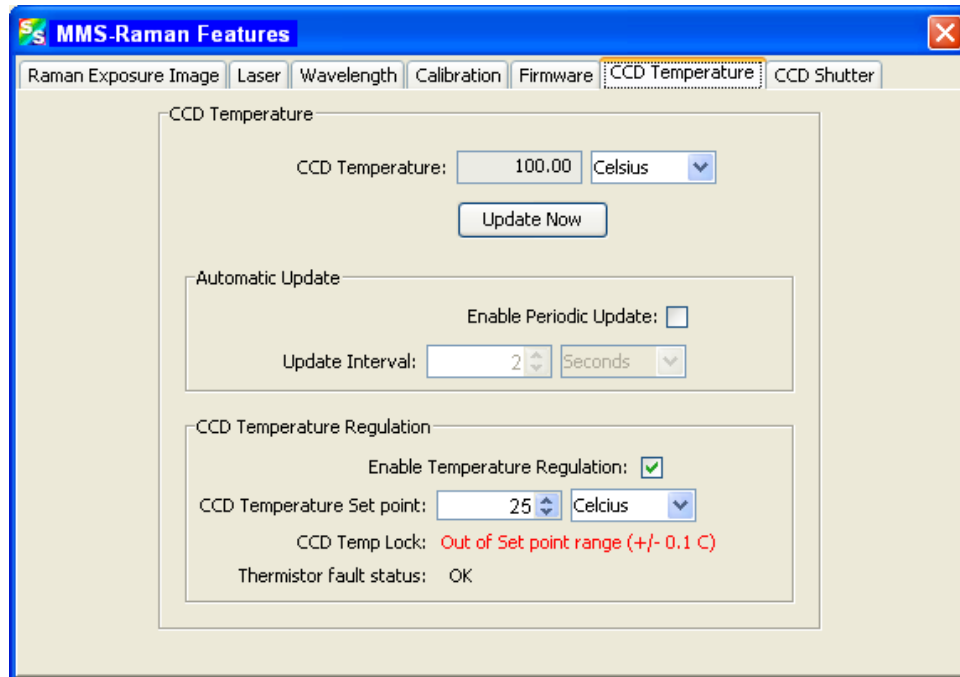 SS MMS-Raman Features
Raman Exposure Image Laser Wavelength Calibration Firmware CCD Temperature CCD Shutter
CCD Temperature
CCD Temperature: 100.00 Celsius
Update Now
Automatic Update
Enable Periodic Update:
Update Interval: 2 Seconds
CCD Temperature Regulation
Enable Temperature Regulation:
CCD Temperature Set point: 25 Celcius
CCD Temp Lock: Out of Set point range (+/- 0.1 C)
Thermistor fault status: OK